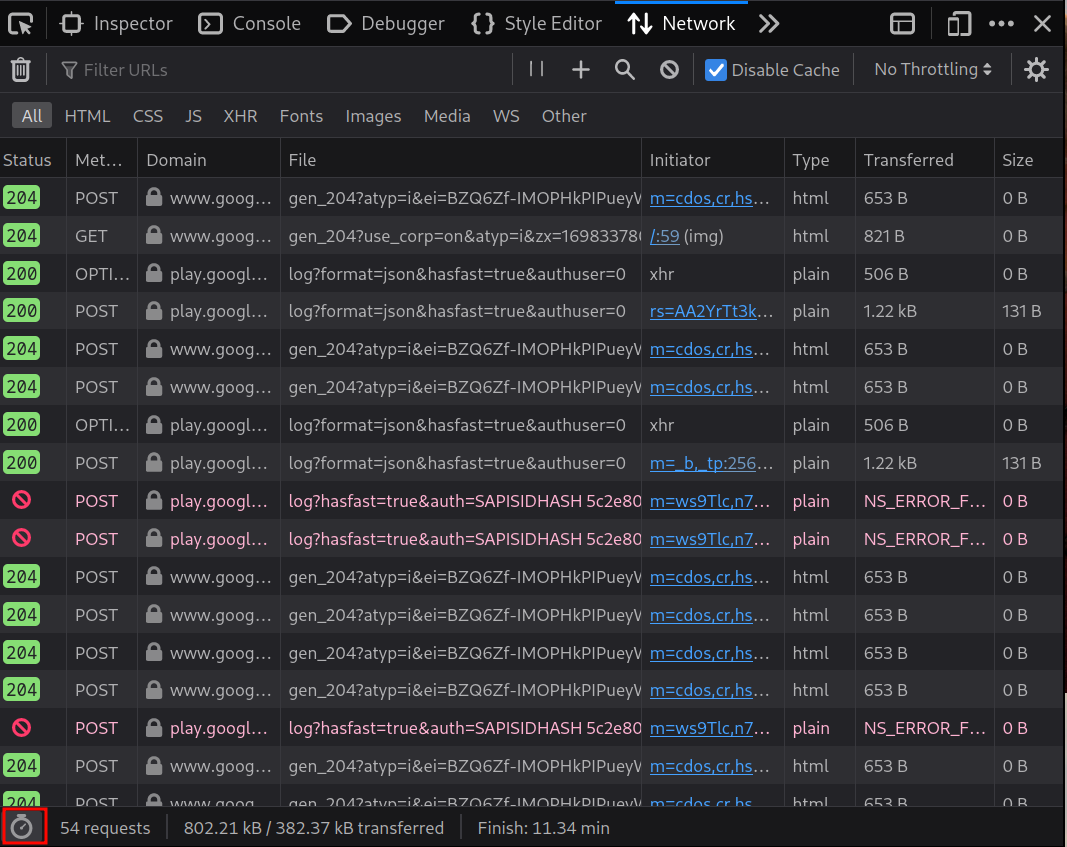 Inspector Console Debugger {} Style Editor Network
Filter URLs Disable Cache No Throttling
All HTML CSS JS XHR Fonts Images Media WS Other
Status Met... Domain File Initiator Type Transferred Size
204 POST www.goog... gen_204?atyp=i&ei=BZQ6Zf-IMOPHkPIPueyV m=cdos,cr,hs... html 653 B 0 B
204 GET www.goog... gen_204?use_corp=on&atyp=i&zx=169833786 /:59 (img) html 821 B 0 B
200 OPTI... play.googl... log?format=json&hasfast=true&authuser=0 xhr plain 506 B 0 B
200 POST play.googl... log?format=json&hasfast=true&authuser=0 rs=AA2YrTt3k... plain 1.22 kB 131 B
204 POST www.goog... gen_204?atyp=i&ei=BZQ6Zf-IMOPHkPIPueyV m=cdos,cr,hs... html 653 B 0 B
204 POST www.goog... gen_204?atyp=i&ei=BZQ6Zf-IMOPHkPIPueyV m=cdos,cr,hs... html 653 B 0 B
200 OPTI... play.googl... log?format=json&hasfast=true&authuser=0 xhr plain 506 B 0 B
200 POST play.googl... log?format=json&hasfast=true&authuser=0 m=_b,_tp:256... plain 1.22 kB 131 B
POST play.googl... log?hasfast=true&auth=SAPISIDHASH 5c2e80 m=ws9Tlc,n7... plain NS_ERROR_F... 0 B
POST play.googl... log?hasfast=true&auth=SAPISIDHASH 5c2e80 m=ws9Tlc,n7... plain NS_ERROR_F... 0 B
204 POST www.goog... gen_204?atyp=i&ei=BZQ6Zf-IMOPHkPIPueyV m=cdos,cr,hs... html 653 B 0 B
204 POST www.goog... gen_204?atyp=i&ei=BZQ6Zf-IMOPHkPIPueyV m=cdos,cr,hs... html 653 B 0 B
204 POST www.goog... gen_204?atyp=i&ei=BZQ6Zf-IMOPHkPIPueyV m=cdos,cr,hs... html 653 B 0 B
204 POST www.goog... gen_204?atyp=i&ei=BZQ6Zf-IMOPHkPIPueyV m=cdos,cr,hs... html 653 B 0 B
POST play.googl... log?hasfast=true&auth=SAPISIDHASH 5c2e80 m=ws9Tlc,n7... plain NS_ERROR_F... 0 B
204 POST www.goog... gen_204?atyp=i&ei=BZQ6Zf-IMOPHkPIPueyV m=cdos,cr,hs... html 653 B 0 B
204 POST www.goog... gen_204?atyp=i&ei=BZQ6Zf-IMOPHkPIPueyV m=cdos,cr,hs... html 653 B 0 B
54 requests 802.21 kB / 382.37 kB transferred Finish: 11.34 min